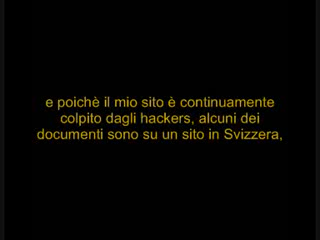 e poichè il mio sito è continuamente
colpito dagli hackers, alcuni dei
documenti sono su un sito in Svizzera,